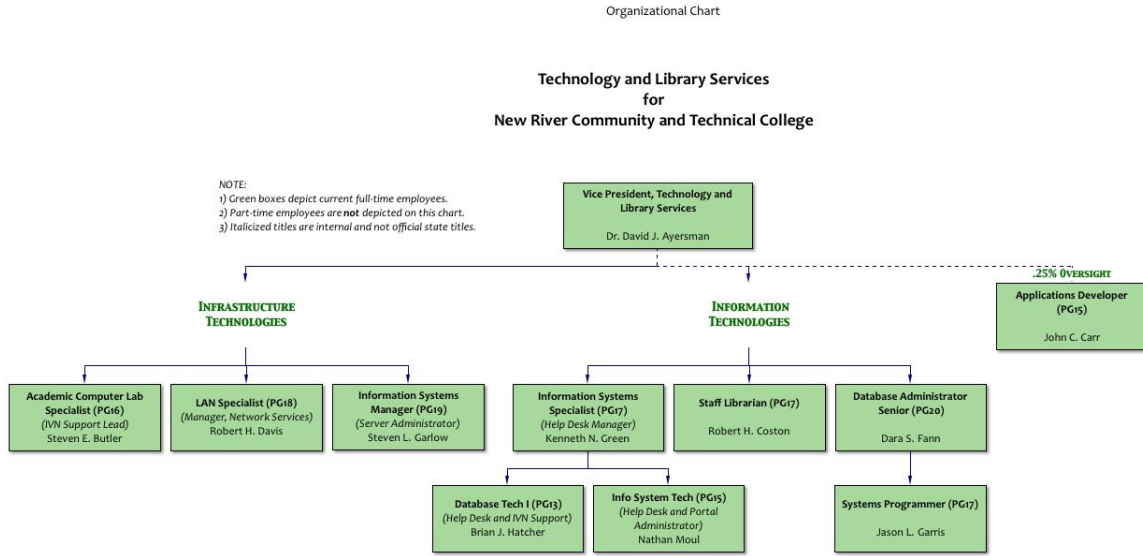 Organizational Chart
Technology and Library Services
for
New River Community and Technical College
NOTE:
1) Green boxes depict current full-time employees.
2) Part-time employees are not depicted on this chart.
3) Italicized titles are internal and not official state titles.
Vice President, Technology and
Library Services
Dr. David J. Ayersman
.25% Oversight
Applications Developer
(PG15)
John C. Carr
Infrastructure
Technologies
Information
Technologies
Academic Computer Lab
Specialist (PG16)
(IVN Support Lead)
Steven E. Butler
LAN Specialist (PG18)
(Manager, Network Services)
Robert H. Davis
Information Systems
Manager (PG19)
(Server Administrator)
Steven L. Garlow
Information Systems
Specialist (PG17)
(Help Desk Manager)
Kenneth N. Green
Staff Librarian (PG17)
Robert H. Coston
Database Administrator
Senior (PG20)
Dara S. Fann
Database Tech I (PG13)
(Help Desk and IVN Support)
Brian J. Hatcher
Info System Tech (PG15)
(Help Desk and Portal
Administrator)
Nathan Moul
Systems Programmer (PG17)
Jason L. Garris